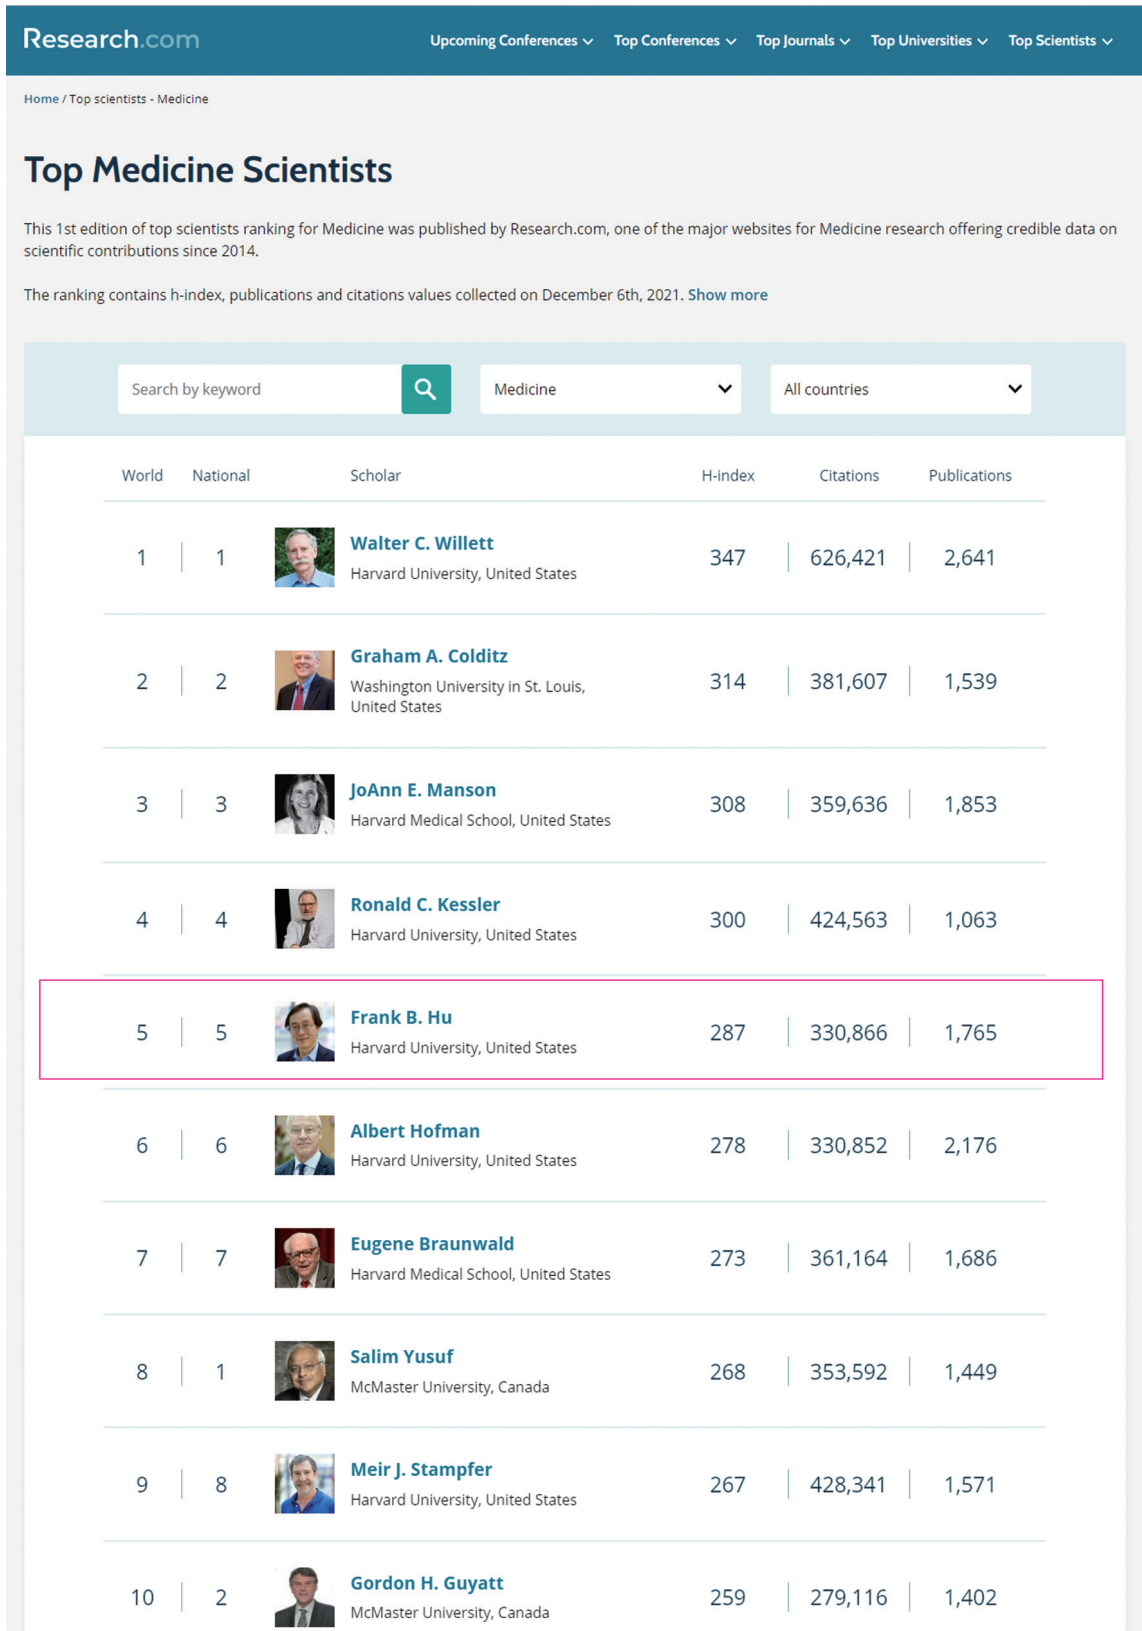 Research.com
Upcoming Conferences Top Conferences Top Journals Top Universities Top Scientists
Home / Top scientists - Medicine
Top Medicine Scientists
This 1st edition of top scientists ranking for Medicine was published by Research.com, one of the major websites for Medicine research offering credible data on
scientific contributions since 2014.
The ranking contains h-index, publications and citations values collected on December 6th, 2021. Show more
Search by keyword Medicine All countries
World National Scholar H-index Citations Publications
1 1 Walter C. Willett 347 626,421 2,641
Harvard University, United States
2 2 Graham A. Colditz 314 381,607 1,539
Washington University in St. Louis,
United States
3 3 JoAnn E. Manson 308 359,636 1,853
Harvard Medical School, United States
4 4 Ronald C. Kessler 300 424,563 1,063
Harvard University, United States
5 5 Frank B. Hu 287 330,866 1,765
Harvard University, United States
6 6 Albert Hofman 278 330,852 2,176
Harvard University, United States
7 7 Eugene Braunwald 273 361,164 1,686
Harvard Medical School, United States
8 1 Salim Yusuf 268 353,592 1,449
McMaster University, Canada
9 8 Meir J. Stampfer 267 428,341 1,571
Harvard University, United States
10 2 Gordon H. Guyatt 259 279,116 1,402
McMaster University, Canada